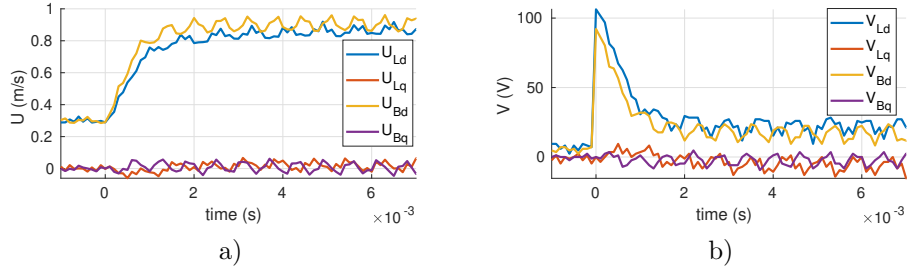 1
0.8
0.6
0.4
0.2
0
U (m/s)
U_Ld
U_Lq
U_Bd
U_Bq
0 2 4 6
time (s)
×10⁻³
a)
100
50
0
V (V)
V_Ld
V_Lq
V_Bd
V_Bq
0 2 4 6
time (s)
×10⁻³
b)